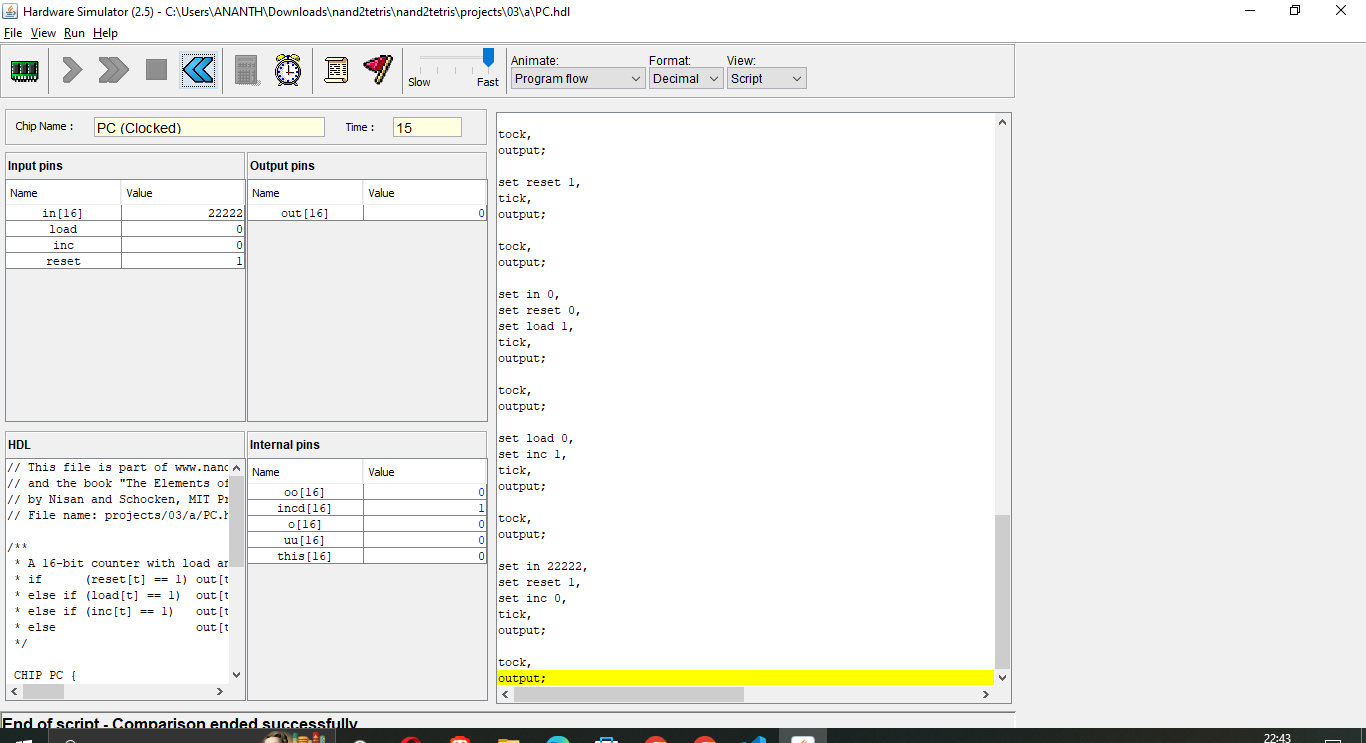 Hardware Simulator (2.5) - C:\Users\ANANTH\Downloads\nand2tetris\nand2tetris\projects\03\a\PC.hdl
File View Run Help
Slow Fast
Animate: Format: View:
Program flow Decimal Script
Chip Name : PC (Clocked) Time : 15
Input pins
Name Value
in[16] 22222
load 0
inc 0
reset 1
Output pins
Name Value
out[16] 0
HDL
// This file is part of www.nand
// and the book "The Elements of
// by Nisan and Schocken, MIT Pr
// File name: projects/03/a/PC.h
/**
* A 16-bit counter with load an
* if (reset[t] == 1) out[t
* else if (load[t] == 1) out[t
* else if (inc[t] == 1) out[t
* else out[t
*/
CHIP PC {
Internal pins
Name Value
oo[16] 0
incd[16] 1
o[16] 0
uu[16] 0
this[16] 0
tock,
output;
set reset 1,
tick,
output;
tock,
output;
set in 0,
set reset 0,
set load 1,
tick,
output;
tock,
output;
set load 0,
set inc 1,
tick,
output;
tock,
output;
set in 22222,
set reset 1,
set inc 0,
tick,
output;
tock,
output;
End of script - Comparison ended successfully
22:43